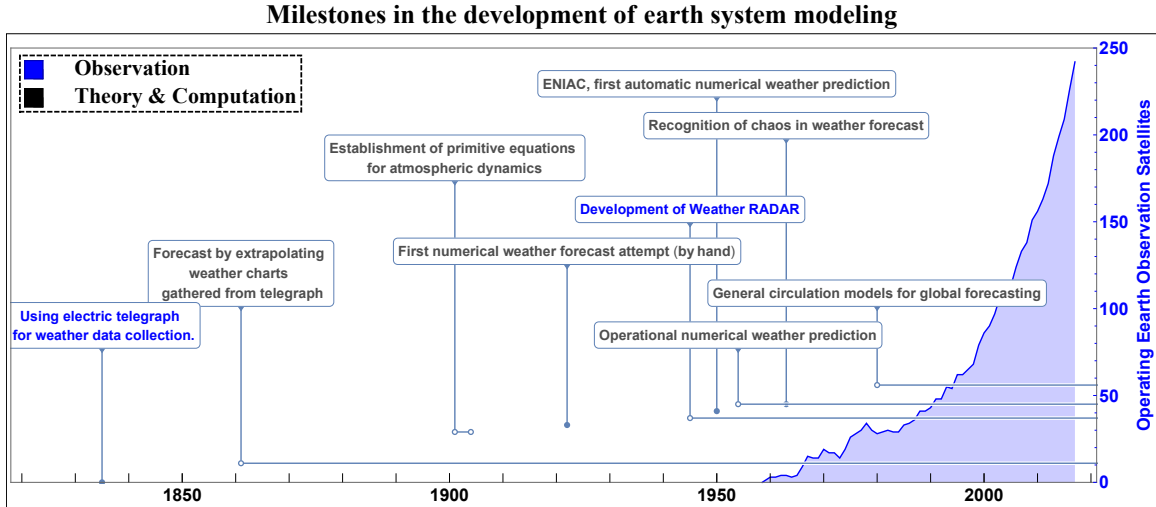 Milestones in the development of earth system modeling
Observation
Theory & Computation
ENIAC, first automatic numerical weather prediction
Recognition of chaos in weather forecast
Establishment of primitive equations
for atmospheric dynamics
Development of Weather RADAR
First numerical weather forecast attempt (by hand)
Forecast by extrapolating
weather charts
gathered from telegraph
General circulation models for global forecasting
Using electric telegraph
for weather data collection.
Operational numerical weather prediction
250
200
150
100
50
0
Operating Eearth Observation Satellites
1850
1900
1950
2000